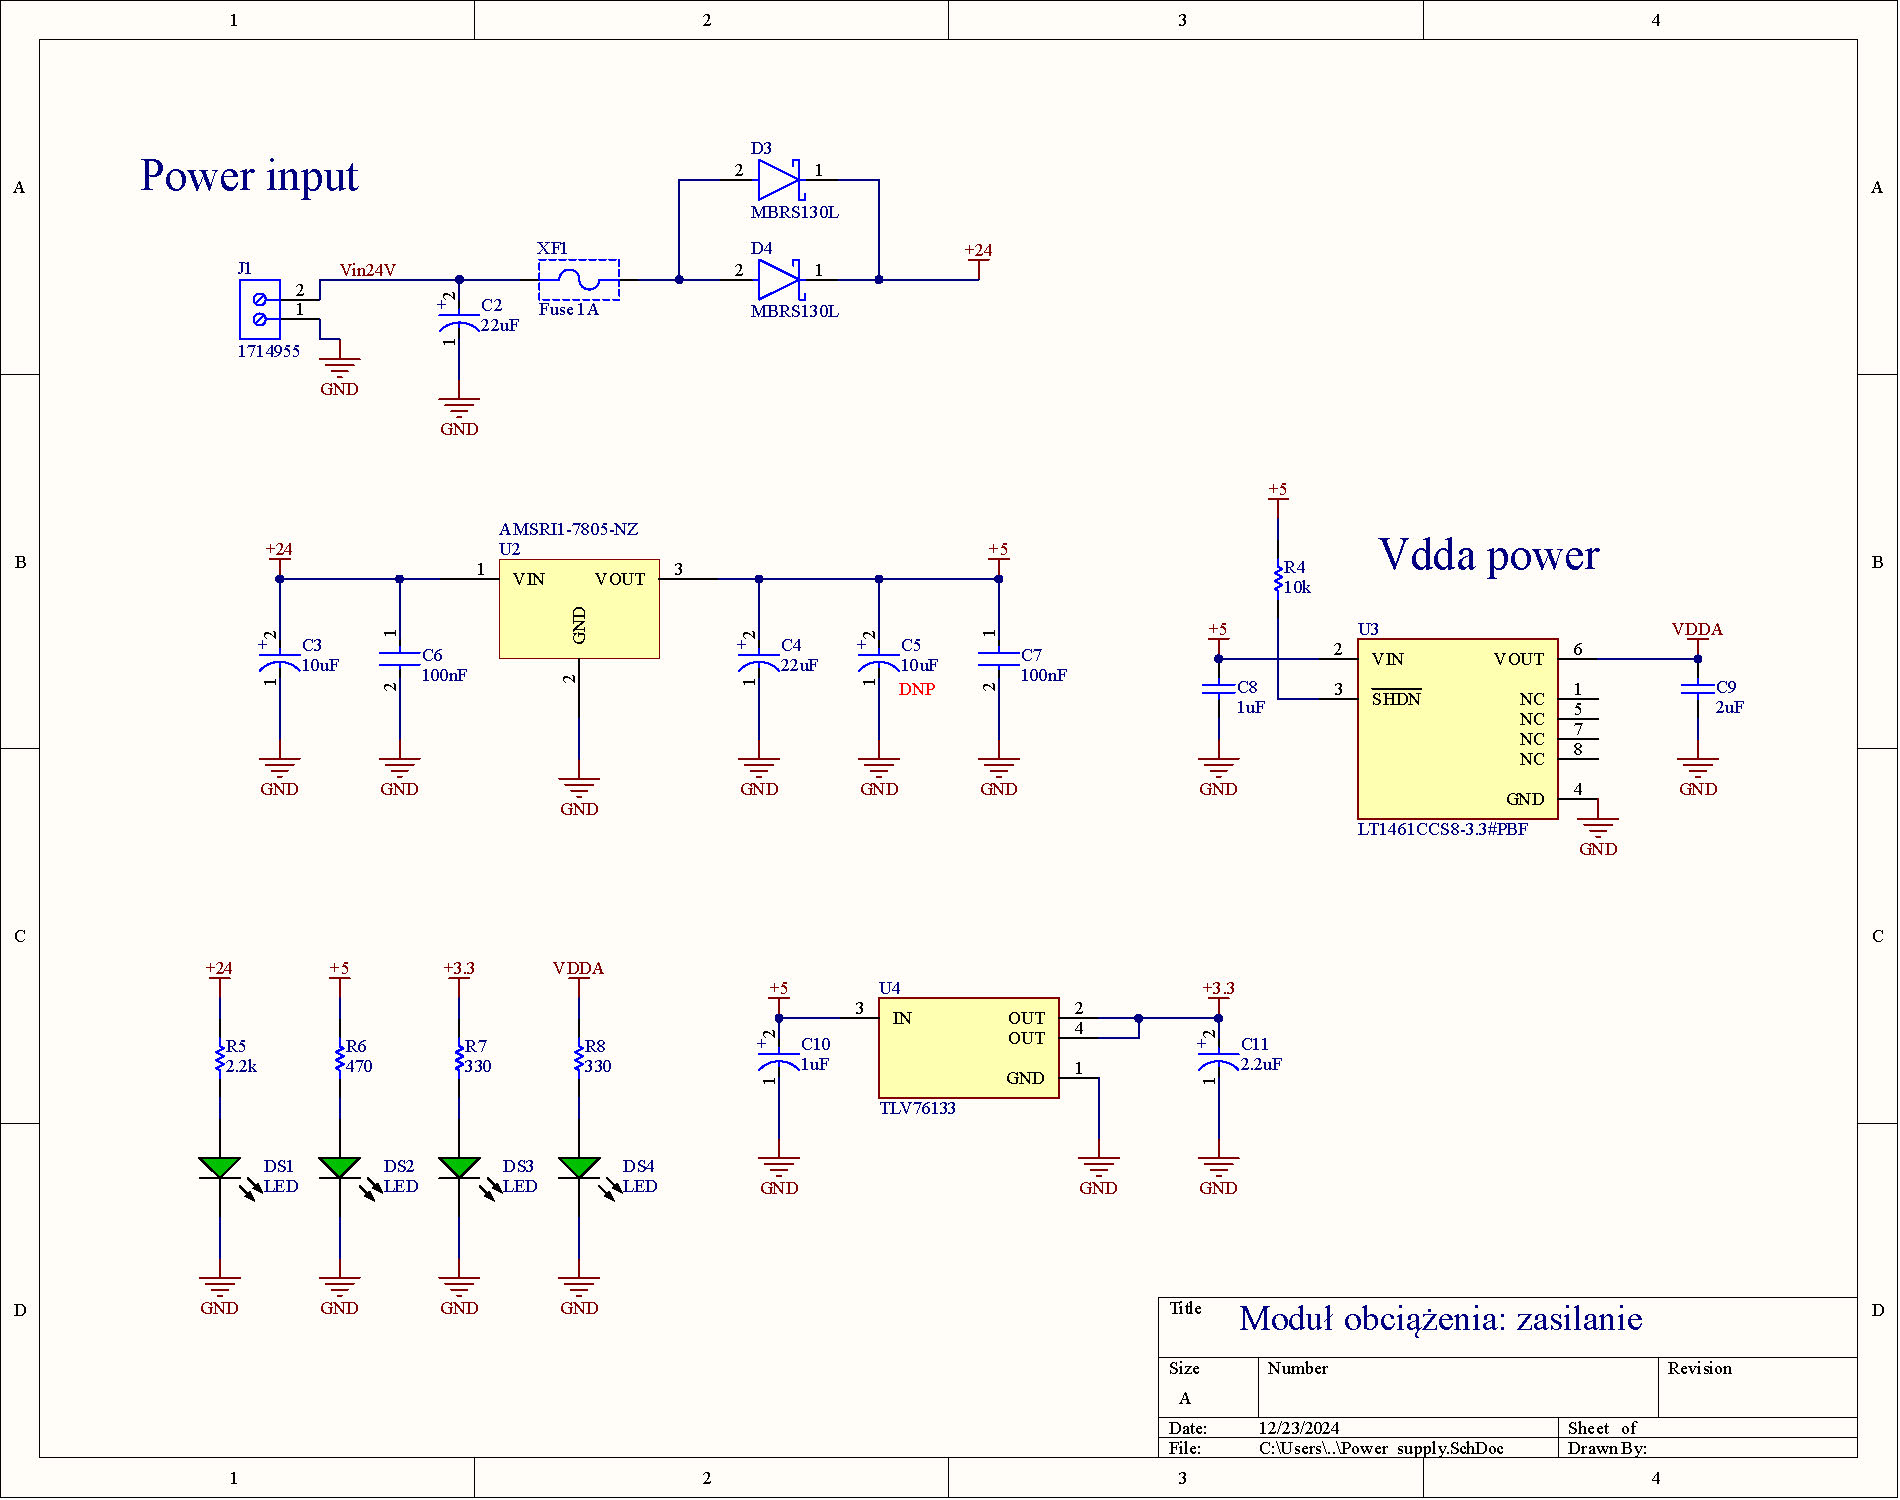 1 2 3 4
A A
B B
C C
D D
1 2 3 4
Power input
J1
2
1
1714955
GND
Vin24V
+ 2
C2
22uF
1
GND
XF1
Fuse 1A
D3
2 1
MBRS130L
D4
2 1
MBRS130L
+24
+24
+ 2
C3
10uF
1
GND
1
C6
100nF
2
GND
AMSRI1-7805-NZ
U2
1 VIN VOUT 3
GND
2
GND
+ 2
C4
22uF
1
GND
+ 2
C5
10uF
DNP
1
GND
+5
1
C7
100nF
2
GND
Vdda power
+5
R4
10k
+5
C8
1uF
GND
U3
2 VIN VOUT 6
3 SHDN NC 1
NC 5
NC 7
NC 8
GND 4
LT1461CCS8-3.3#PBF
GND
VDDA
C9
2uF
GND
+24
R5
2.2k
DS1
LED
GND
+5
R6
470
DS2
LED
GND
+3.3
R7
330
DS3
LED
GND
VDDA
R8
330
DS4
LED
GND
+5
+ 2
C10
1uF
1
GND
U4
3 IN OUT 2
OUT 4
GND 1
TLV76133
GND
+3.3
+ 2
C11
2.2uF
1
GND
Title Moduł obciążenia: zasilanie
Size Number Revision
A
Date: 12/23/2024 Sheet of
File: C:\Users\..\Power supply.SchDoc Drawn By: